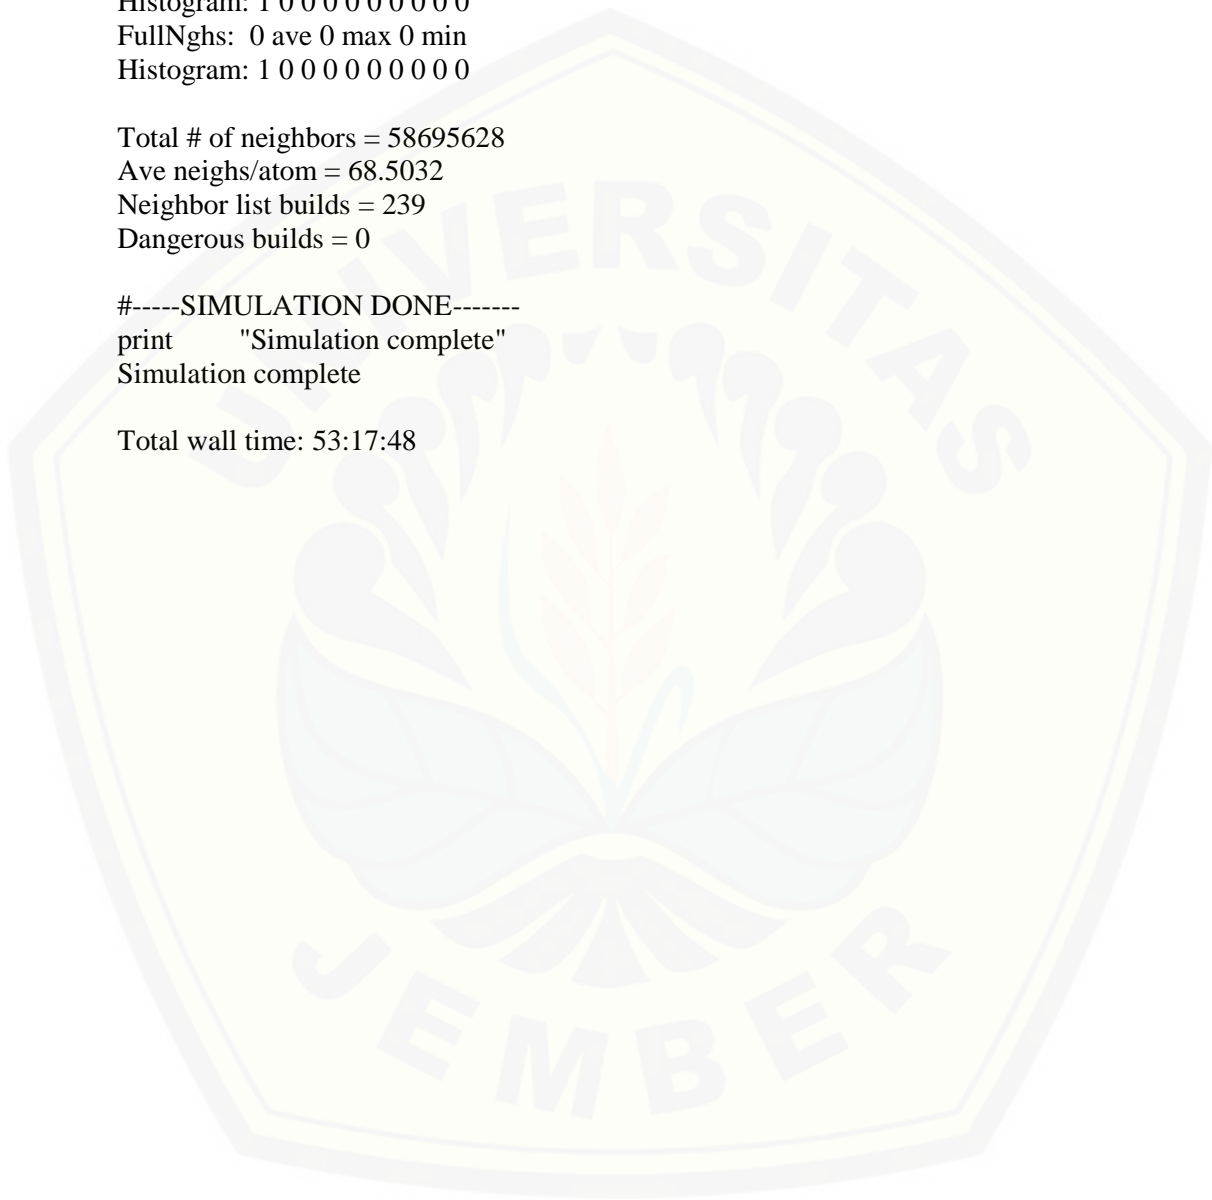 Histogram: 1 0 0 0 0 0 0 0 0 0
FullNghs:  0 ave 0 max 0 min
Histogram: 1 0 0 0 0 0 0 0 0 0
Total # of neighbors = 58695628
Ave neighs/atom = 68.5032
Neighbor list builds = 239
Dangerous builds = 0
#-----SIMULATION DONE-------
print        "Simulation complete"
Simulation complete
Total wall time: 53:17:48
UNIVERSITAS
JEMBER